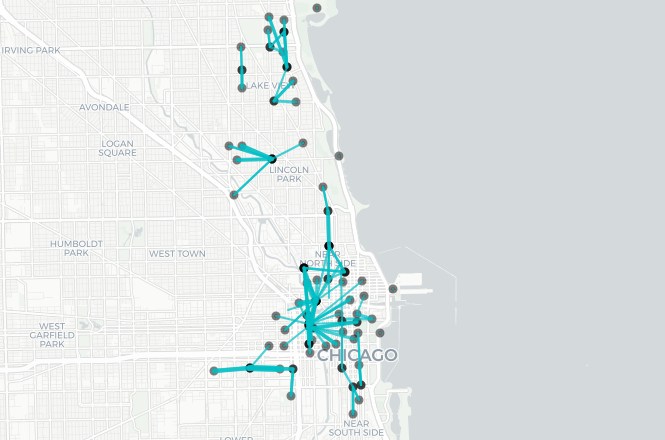 IRVING PARK
LAKE VIEW
AVONDALE
LOGAN
SQUARE
LINCOLN
PARK
HUMBOLDT
PARK
WEST TOWN
NEAR
NORTH SIDE
WEST
GARFIELD
PARK
CHICAGO
NEAR
SOUTH SIDE
LOWER